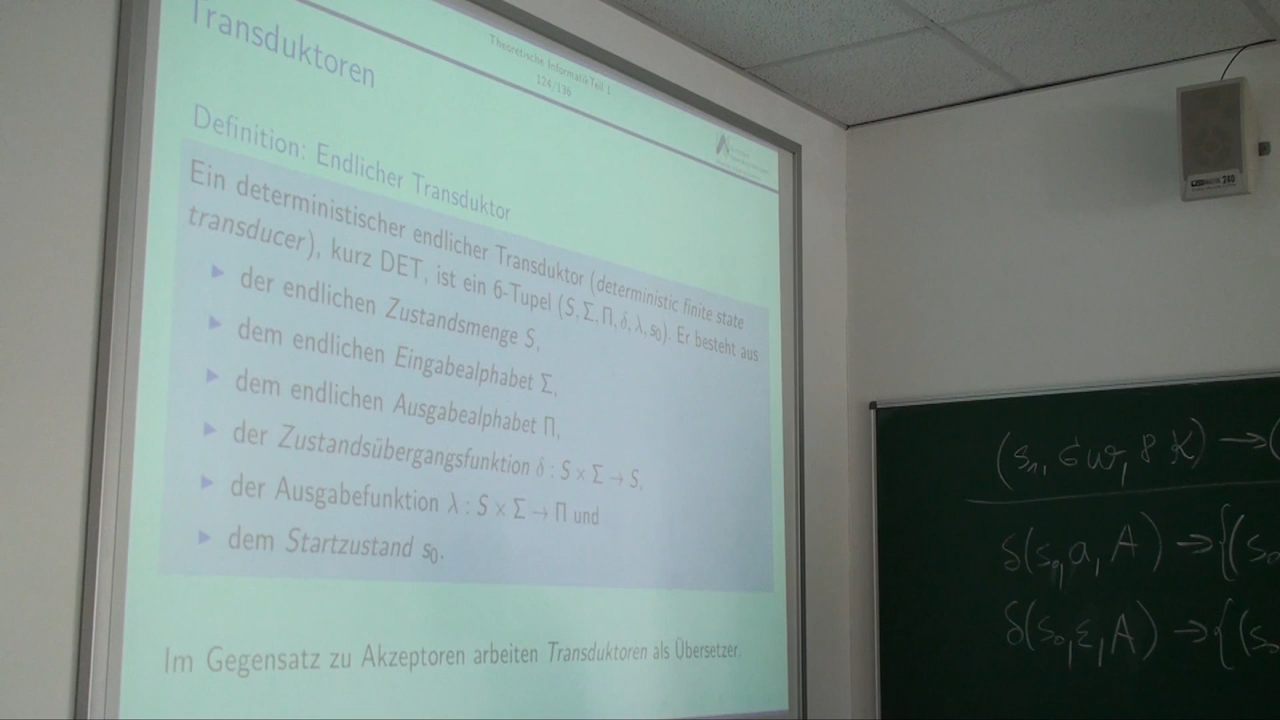 Transduktoren
Theoretische Informatik Teil 1
124/136
Definition: Endlicher Transduktor
Ein deterministischer endlicher Transduktor (deterministic finite state
transducer), kurz DET, ist ein 6-Tupel (S, Σ, Π, δ, λ, s₀). Er besteht aus
▶ der endlichen Zustandsmenge S,
▶ dem endlichen Eingabealphabet Σ,
▶ dem endlichen Ausgabealphabet Π,
▶ der Zustandsübergangsfunktion δ : S × Σ → S,
▶ der Ausgabefunktion λ : S × Σ → Π und
▶ dem Startzustand s₀.
Im Gegensatz zu Akzeptoren arbeiten Transduktoren als Übersetzer.
δ(s₀, a, A) → {(s₀
δ(s₀, ε, A) → {(s₀